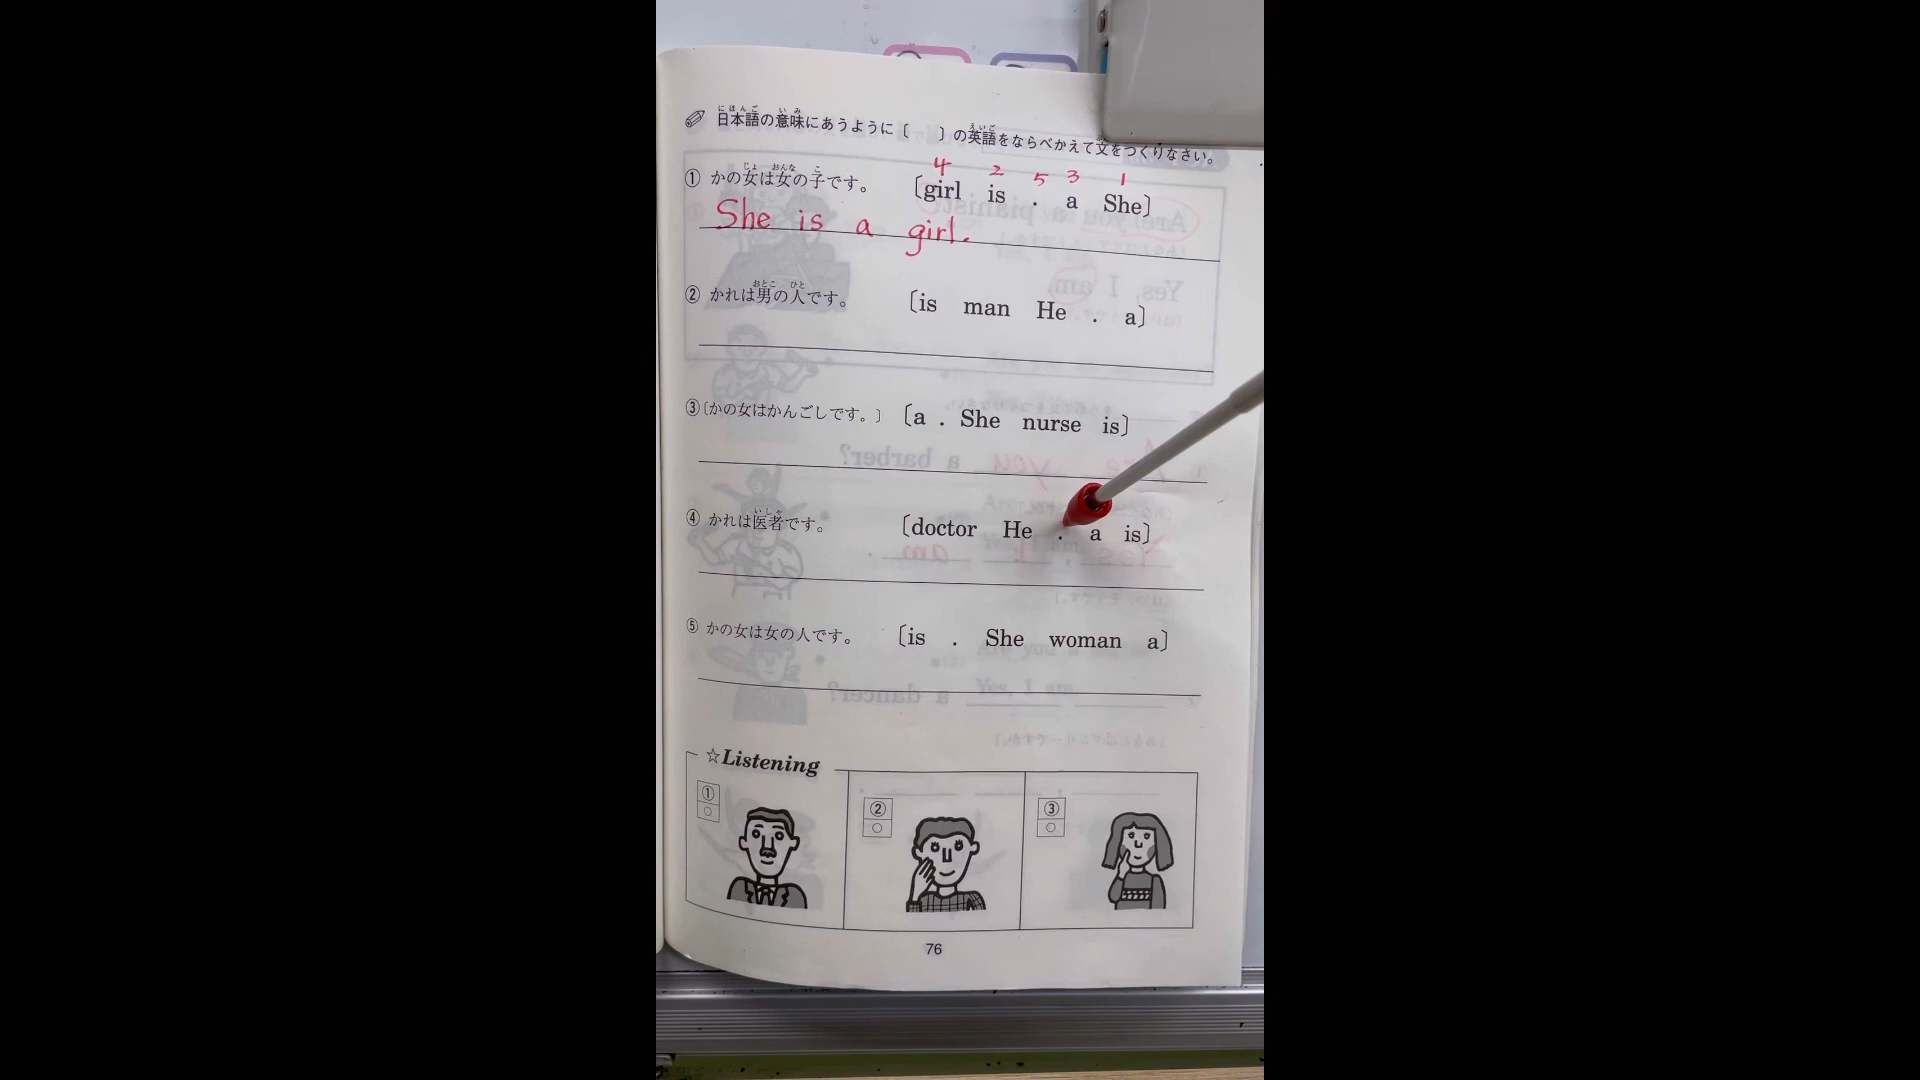 日本語の意味にあうように〔　〕の英語をならべかえて文をつくりなさい。
① かの女は女の子です。 〔girl is . a She〕
4 2 5 3 1
She is a girl.
② かれは男の人です。 〔is man He . a〕
③〔かの女はかんごしです。〕 〔a . She nurse is〕
④ かれは医者です。 〔doctor He . a is〕
⑤ かの女は女の人です。 〔is . She woman a〕
☆Listening
① ② ③
76